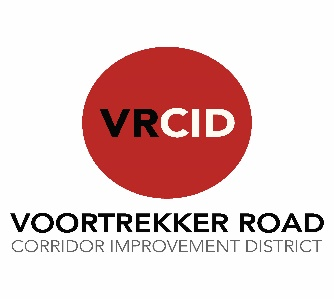 VRCID
VOORTREKKER ROAD
CORRIDOR IMPROVEMENT DISTRICT